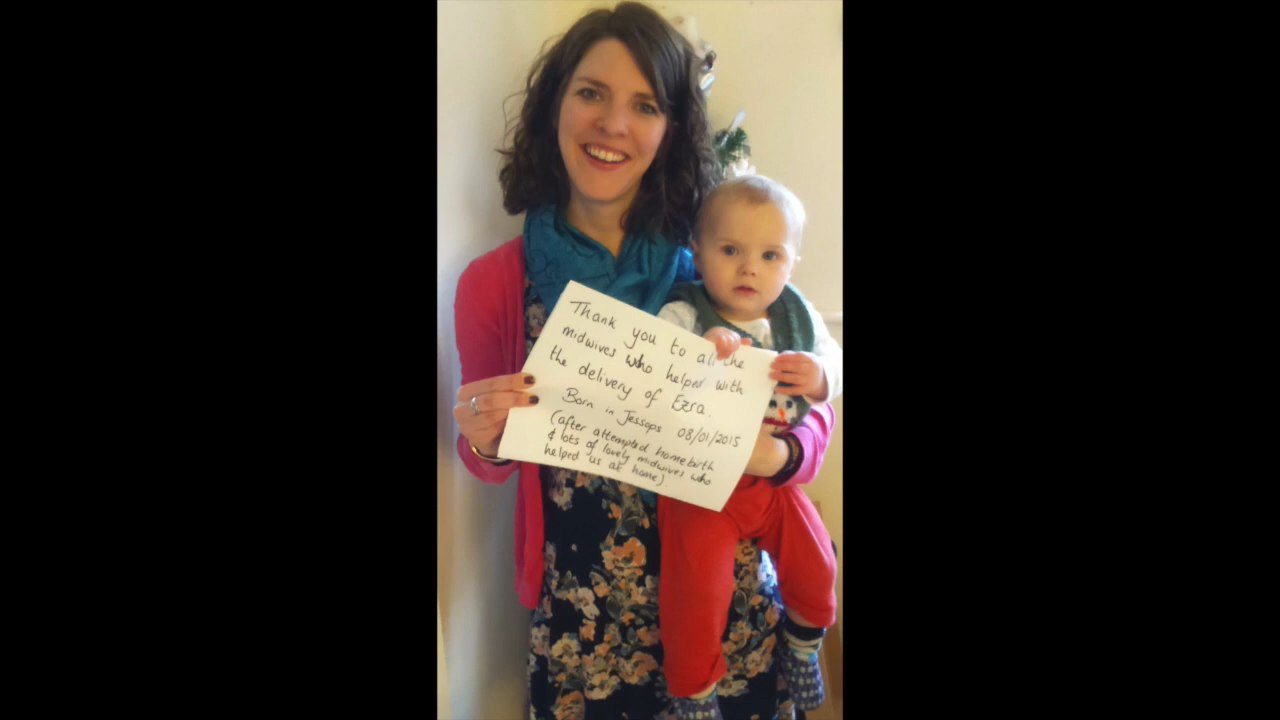 Thank you to all the
midwives who helped with
the delivery of Ezra.
Born in Jessops 08/01/2015
(after attempted homebirth
& lots of lovely midwives who
helped us at home).